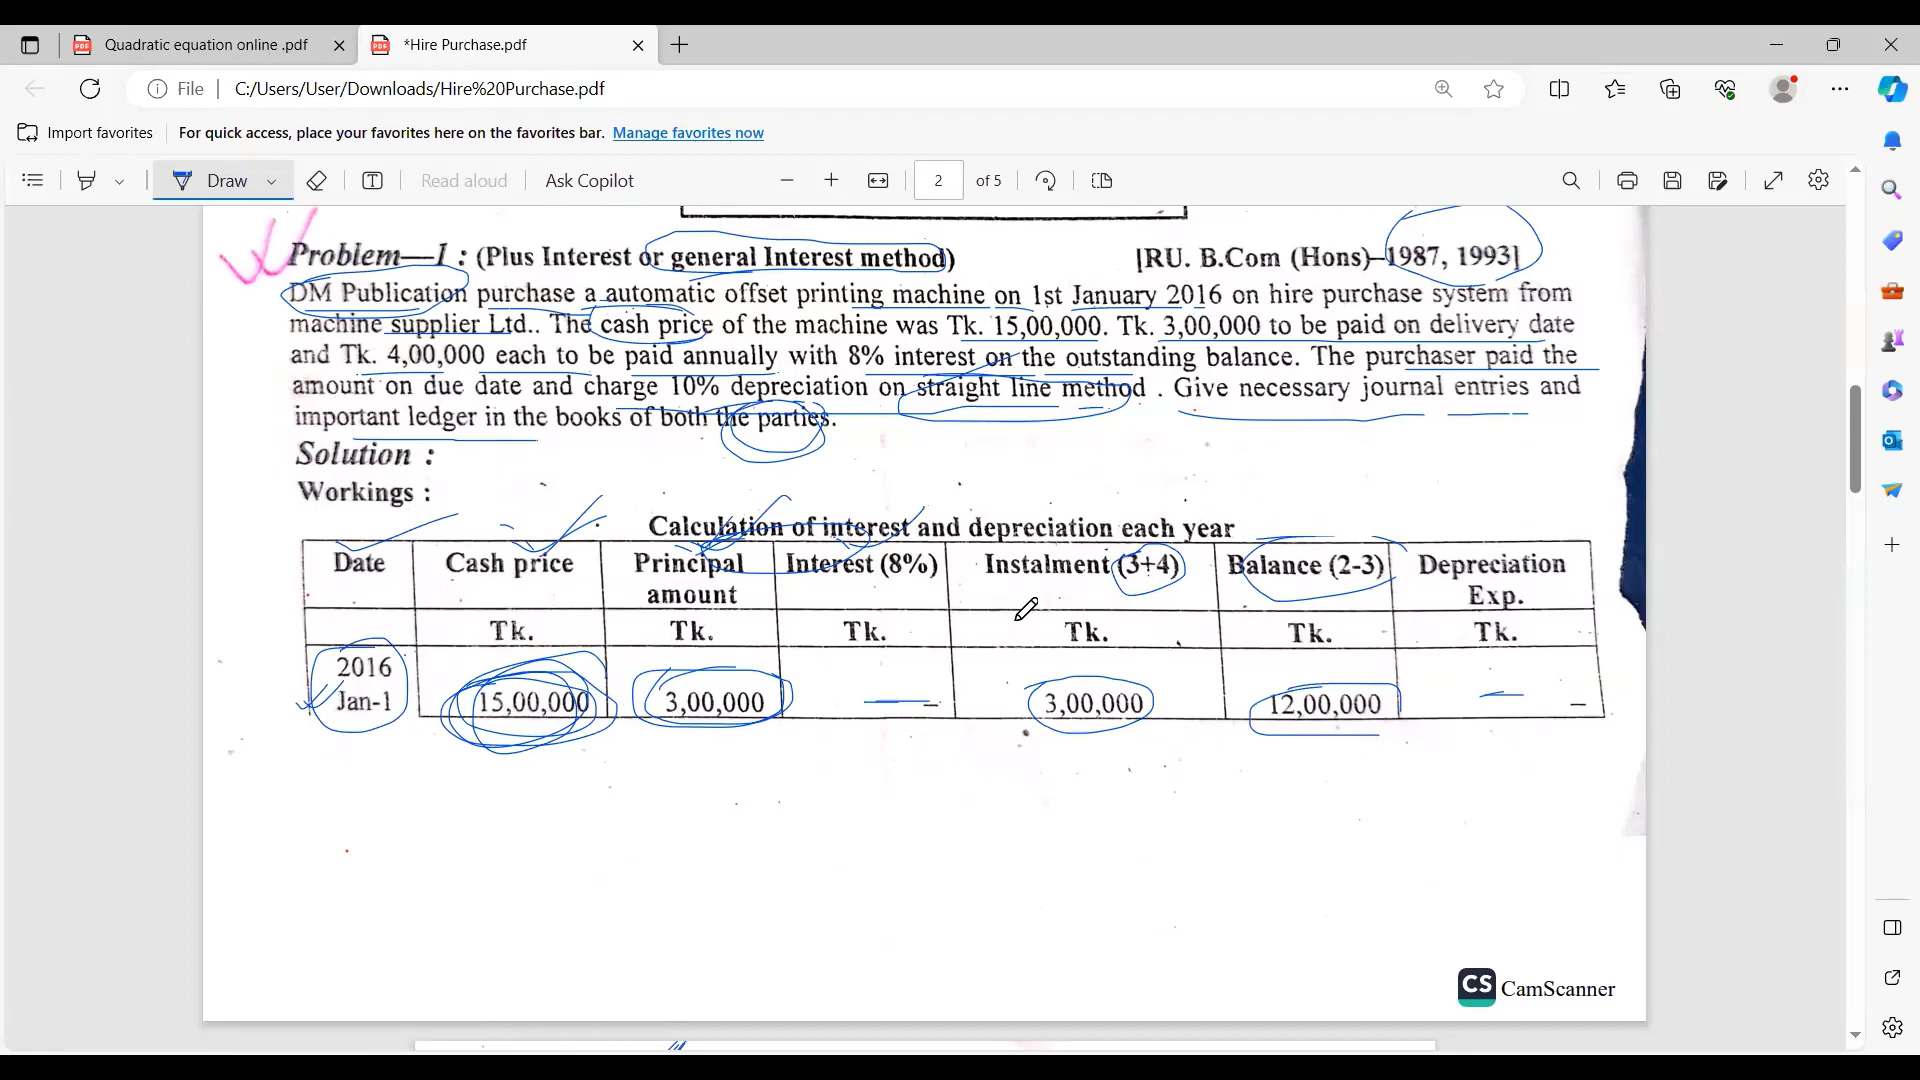 Quadratic equation online .pdf
*Hire Purchase.pdf
File C:/Users/User/Downloads/Hire%20Purchase.pdf
Import favorites For quick access, place your favorites here on the favorites bar. Manage favorites now
Draw Read aloud Ask Copilot 2 of 5
Problem—1 : (Plus Interest or general Interest method) [RU. B.Com (Hons)–1987, 1993]
DM Publication purchase a automatic offset printing machine on 1st January 2016 on hire purchase system from
machine supplier Ltd.. The cash price of the machine was Tk. 15,00,000. Tk. 3,00,000 to be paid on delivery date
and Tk. 4,00,000 each to be paid annually with 8% interest on the outstanding balance. The purchaser paid the
amount on due date and charge 10% depreciation on straight line method . Give necessary journal entries and
important ledger in the books of both the parties.
Solution :
Workings :
Calculation of interest and depreciation each year
Date Cash price Principal amount Interest (8%) Instalment (3+4) Balance (2-3) Depreciation Exp.
Tk. Tk. Tk. Tk. Tk. Tk.
2016
Jan-1 15,00,000 3,00,000 – 3,00,000 12,00,000 –
CS CamScanner